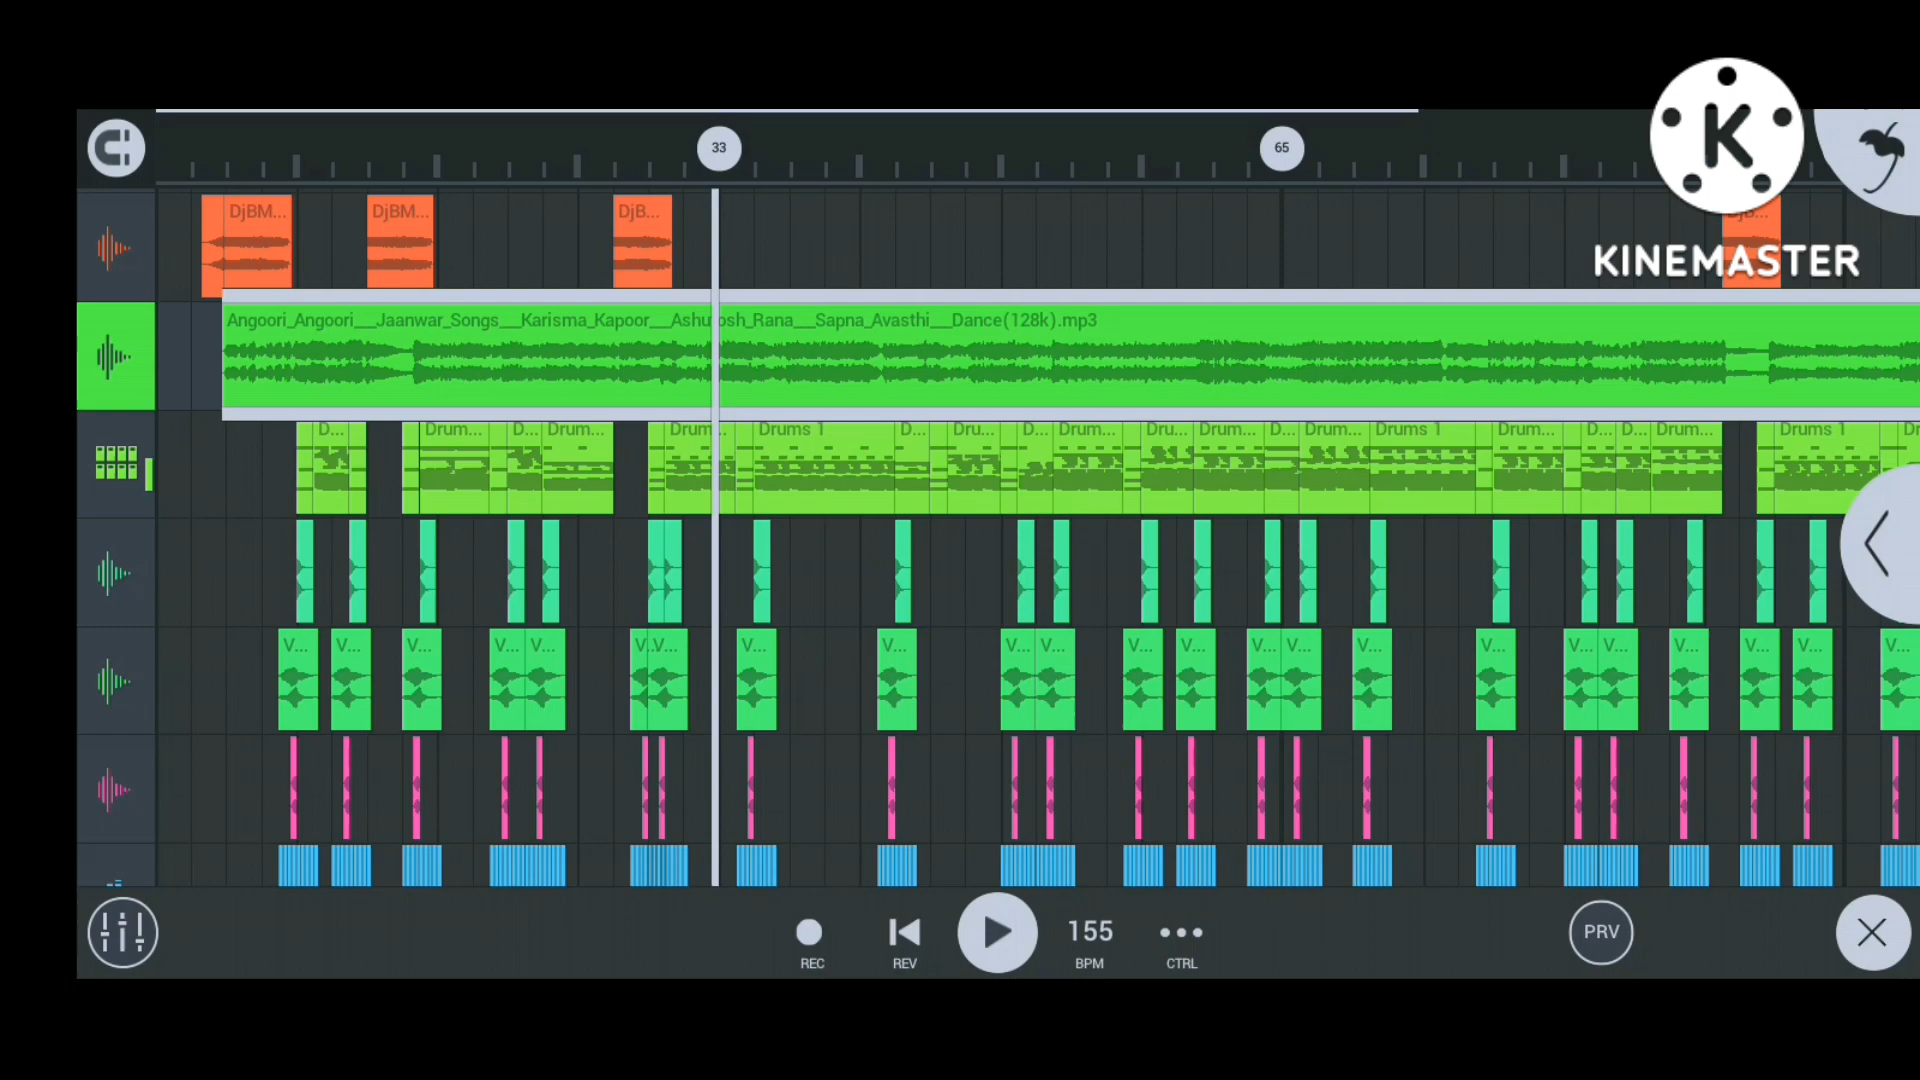 33
65
K
KINEMASTER
DjBM...
DjBM...
DjB...
Angoori_Angoori__Jaanwar_Songs__Karisma_Kapoor__Ashutosh_Rana__Sapna_Avasthi__Dance(128k).mp3
D... Drum... D... Drum... Drum... Drums 1 D... Dru... D... Drum... Dru... Drum... D... Drum... Drums 1 Drum... D... D... Drum... Drums 1
V... V... V... V... V... V.. V... V... V... V... V... V... V... V... V... V... V... V... V... V... V... V... V...
155
PRV
REC REV BPM CTRL